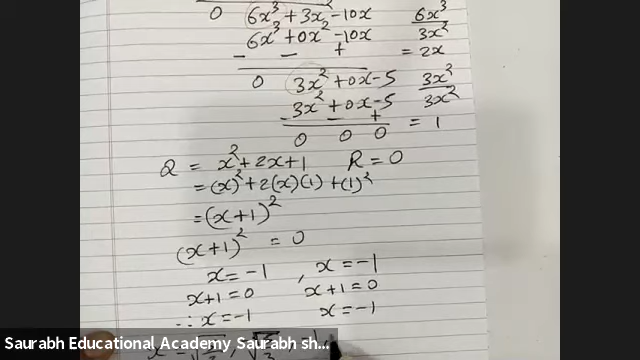 0 6x³ + 3x² - 10x 6x³/3x²
6x³ + 0x² - 10x = 2x
- - +
0 3x² + 0x - 5 3x²/3x²
3x² + 0x - 5 = 1
- - +
0 0 0
Q = x² + 2x + 1 R = 0
= (x)² + 2(x)(1) + (1)²
= (x+1)²
(x+1)² = 0
x = -1 , x = -1
x+1 = 0 x+1 = 0
∴ x = -1 x = -1
Saurabh Educational Academy Saurabh sh...